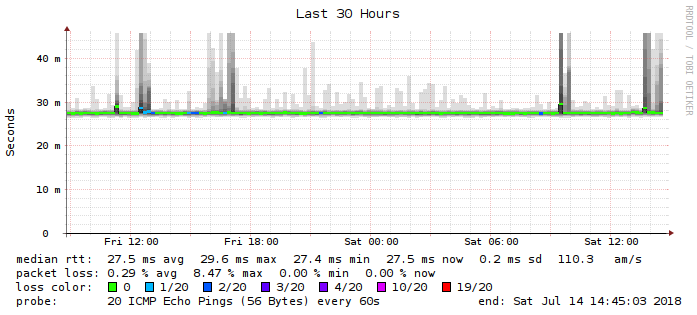 Last 30 Hours
RRDTOOL / TOBI OETIKER
Seconds
40 m
30 m
20 m
10 m
0
Fri 12:00 Fri 18:00 Sat 00:00 Sat 06:00 Sat 12:00
median rtt: 27.5 ms avg 29.6 ms max 27.4 ms min 27.5 ms now 0.2 ms sd 110.3 am/s
packet loss: 0.29 % avg 8.47 % max 0.00 % min 0.00 % now
loss color: 0 1/20 2/20 3/20 4/20 10/20 19/20
probe: 20 ICMP Echo Pings (56 Bytes) every 60s end: Sat Jul 14 14:45:03 2018